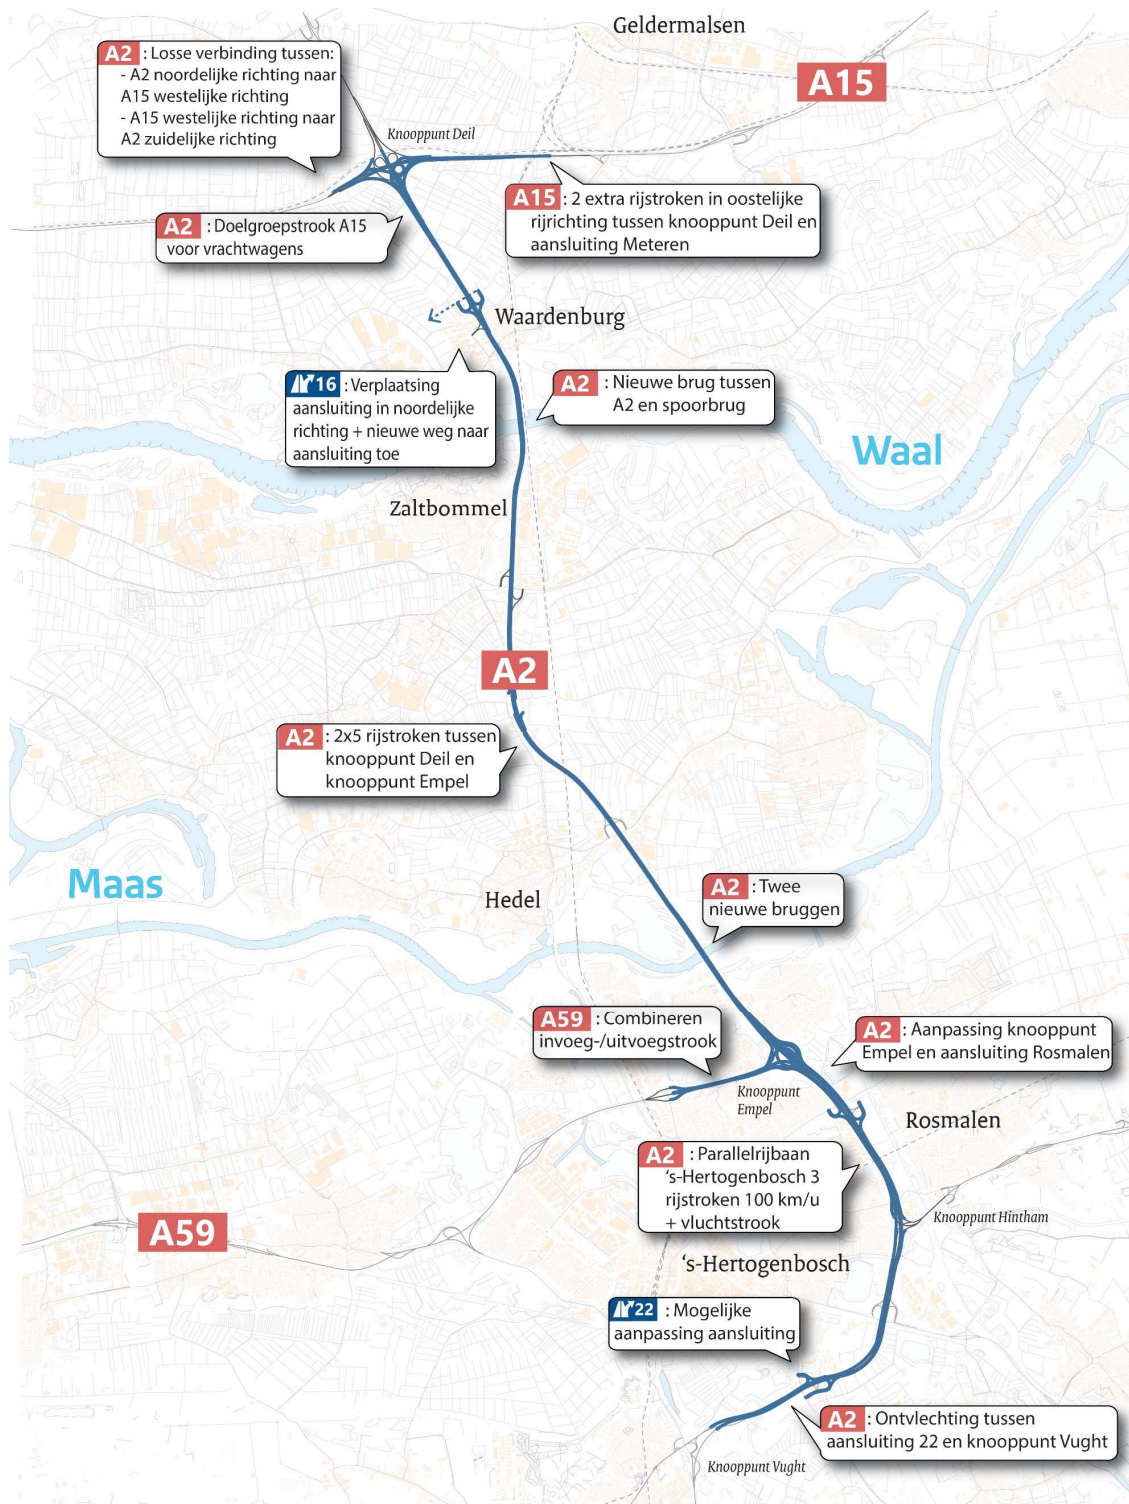 Geldermalsen
A2 : Losse verbinding tussen:
- A2 noordelijke richting naar
A15 westelijke richting
- A15 westelijke richting naar
A2 zuidelijke richting
A15
Knooppunt Deil
A15 : 2 extra rijstroken in oostelijke
rijrichting tussen knooppunt Deil en
aansluiting Meteren
A2 : Doelgroepstrook A15
voor vrachtwagens
Waardenburg
16 : Verplaatsing
aansluiting in noordelijke
richting + nieuwe weg naar
aansluiting toe
A2 : Nieuwe brug tussen
A2 en spoorbrug
Waal
Zaltbommel
A2
A2 : 2x5 rijstroken tussen
knooppunt Deil en
knooppunt Empel
Maas
Hedel
A2 : Twee
nieuwe bruggen
A59 : Combineren
invoeg-/uitvoegstrook
A2 : Aanpassing knooppunt
Empel en aansluiting Rosmalen
Knooppunt
Empel
Rosmalen
A2 : Parallelrijbaan
‘s-Hertogenbosch 3
rijstroken 100 km/u
+ vluchtstrook
A59
Knooppunt Hintham
‘s-Hertogenbosch
22 : Mogelijke
aanpassing aansluiting
A2 : Ontvlechting tussen
aansluiting 22 en knooppunt Vught
Knooppunt Vught